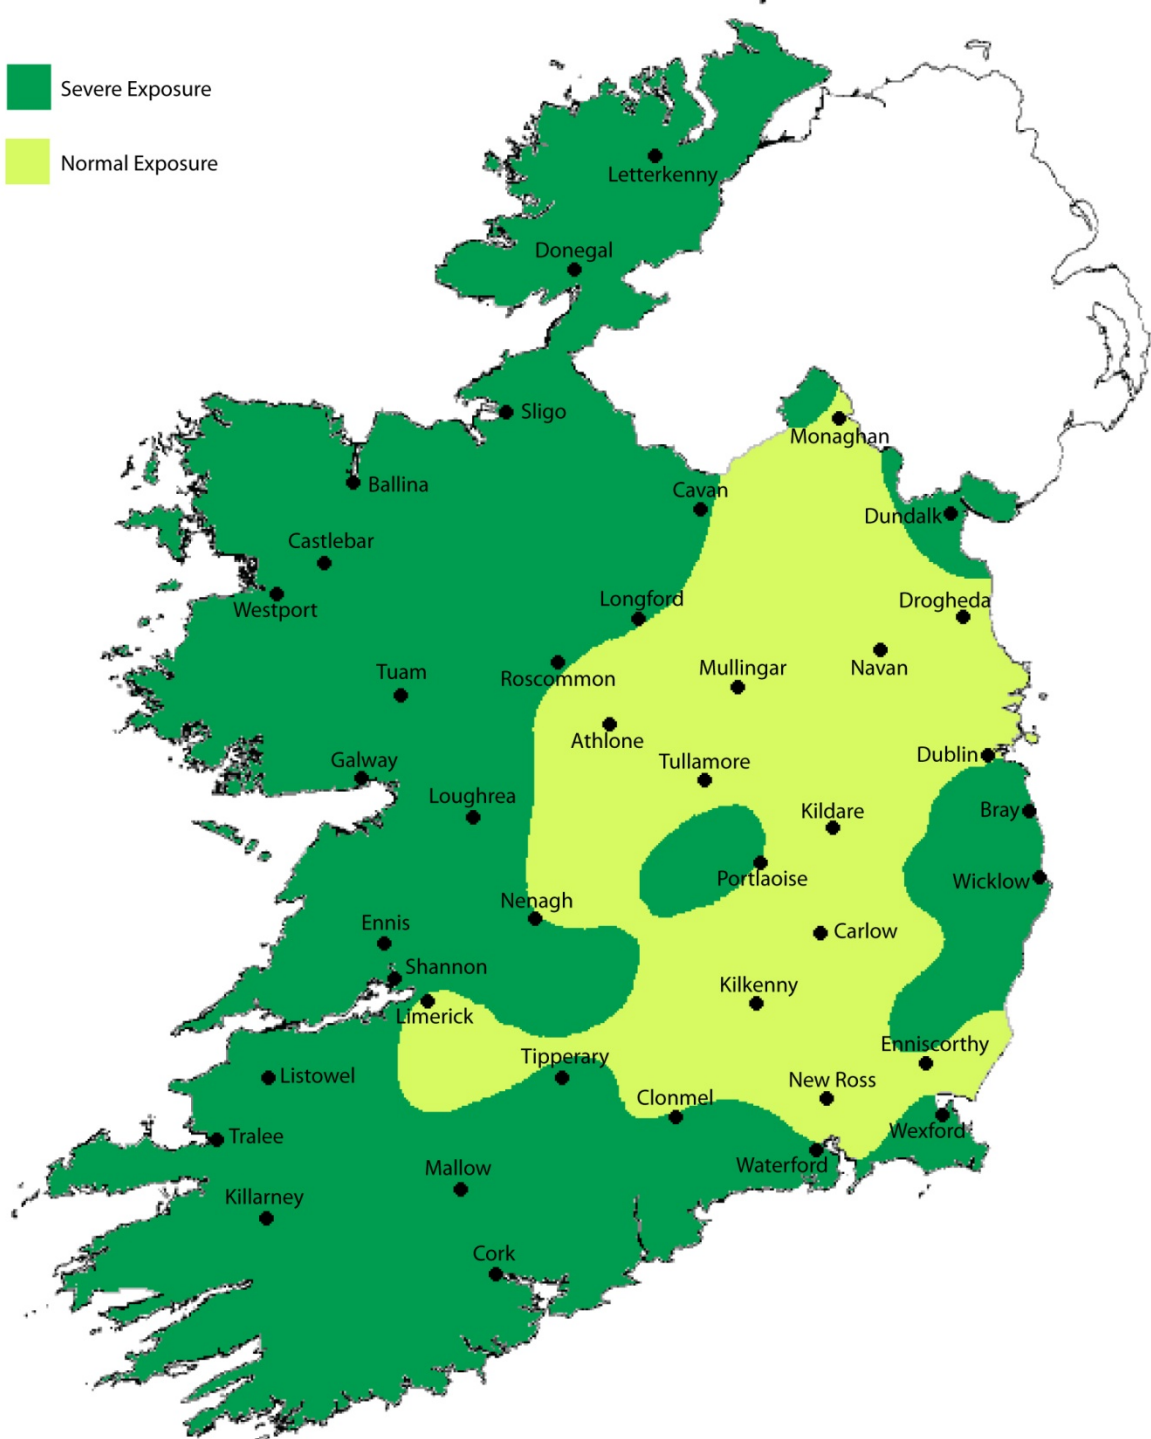 Severe Exposure
Normal Exposure
Letterkenny
Donegal
Sligo
Monaghan
Ballina
Cavan
Dundalk
Castlebar
Westport
Longford
Drogheda
Roscommon
Mullingar
Navan
Tuam
Athlone
Dublin
Galway
Tullamore
Loughrea
Kildare
Bray
Portlaoise
Wicklow
Nenagh
Ennis
Carlow
Shannon
Kilkenny
Limerick
Enniscorthy
Tipperary
Listowel
New Ross
Clonmel
Wexford
Tralee
Waterford
Mallow
Killarney
Cork